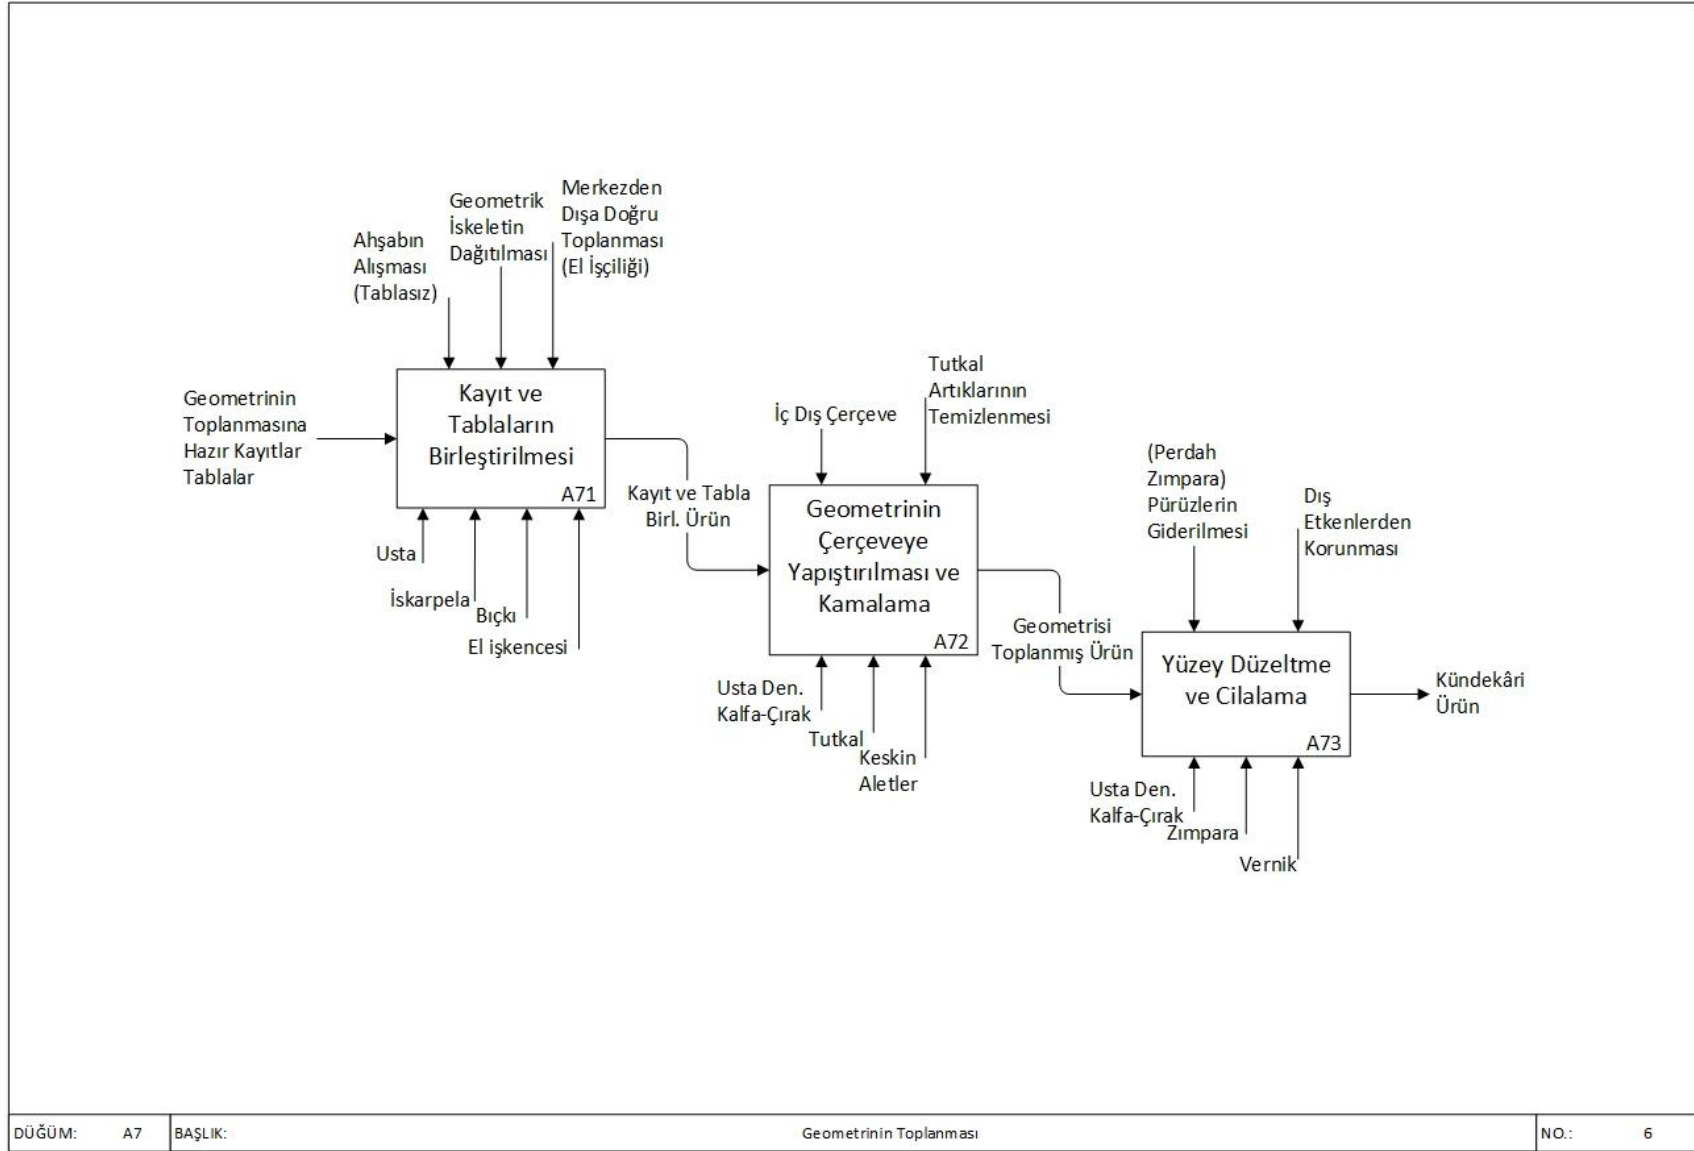 Ahşabın
Alışması
(Tablasız)
Geometrik
İskeletin
Dağıtılması
Merkezden
Dışa Doğru
Toplanması
(El İşçiliği)
Geometrinin
Toplanmasına
Hazır Kayıtlar
Tablalar
Kayıt ve
Tablaların
Birleştirilmesi
A71
Usta
İskarpela
Bıçkı
El işkencesi
Kayıt ve Tabla
Birl. Ürün
İç Dış Çerçeve
Tutkal
Artıklarının
Temizlenmesi
Geometrinin
Çerçeveye
Yapıştırılması ve
Kamalama
A72
Usta Den.
Kalfa-Çırak
Tutkal
Keskin
Aletler
Geometrisi
Toplanmış Ürün
(Perdah
Zımpara)
Pürüzlerin
Giderilmesi
Dış
Etkenlerden
Korunması
Yüzey Düzeltme
ve Cilalama
A73
Usta Den.
Kalfa-Çırak
Zımpara
Vernik
Kündekâri
Ürün
DÜĞÜM: A7 BAŞLIK: Geometrinin Toplanması NO.: 6